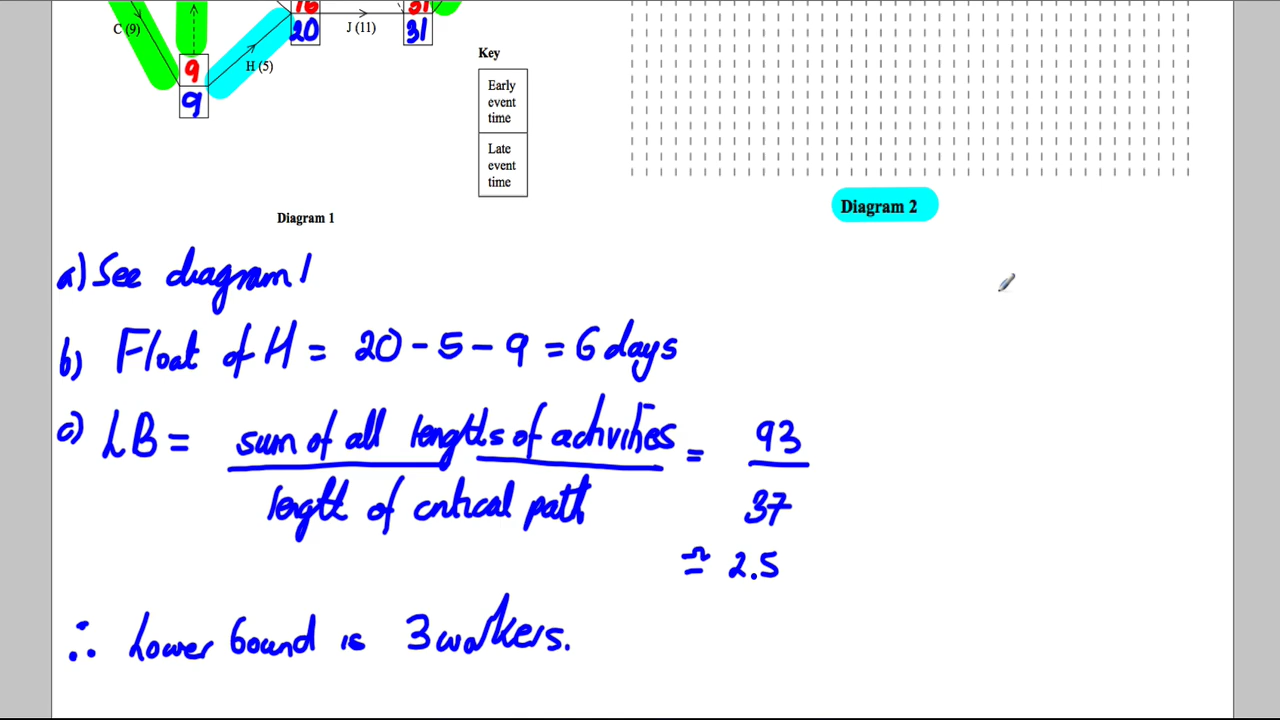 16
31
C (9)
20
J (11)
31
9
H (5)
9
Key
Early
event
time
Late
event
time
Diagram 1
Diagram 2
a) See diagram 1
b) Float of H = 20 - 5 - 9 = 6 days
c) LB = sum of all lengths of activities / length of critical path = 93 / 37
≏ 2.5
∴ Lower bound is 3 workers.